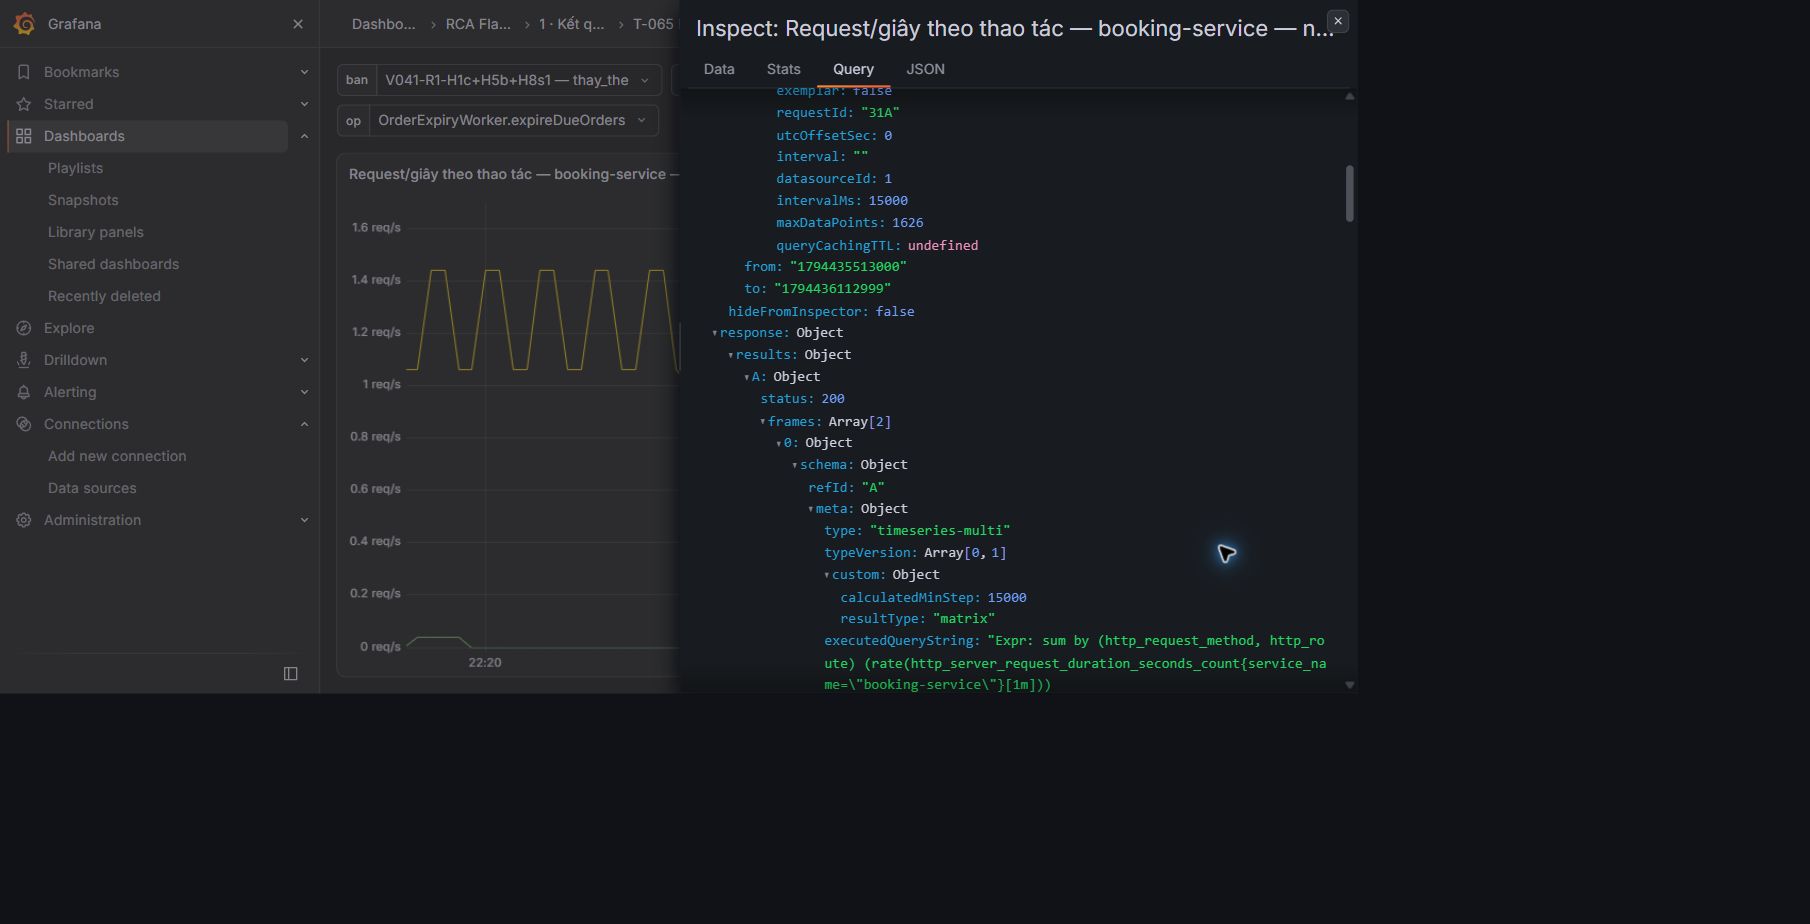 Grafana
Bookmarks
Starred
Dashboards
Playlists
Snapshots
Library panels
Shared dashboards
Recently deleted
Explore
Drilldown
Alerting
Connections
Add new connection
Data sources
Administration
Dashbo... › RCA Fla... › 1 · Kết q... › T-065
ban V041-R1-H1c+H5b+H8s1 — thay_the
op OrderExpiryWorker.expireDueOrders
Request/giây theo thao tác — booking-service —
1.6 req/s
1.4 req/s
1.2 req/s
1 req/s
0.8 req/s
0.6 req/s
0.4 req/s
0.2 req/s
0 req/s
22:20
Inspect: Request/giây theo thao tác — booking-service — n...
Data Stats Query JSON
exemplar: false
requestId: "31A"
utcOffsetSec: 0
interval: ""
datasourceId: 1
intervalMs: 15000
maxDataPoints: 1626
queryCachingTTL: undefined
from: "1794435513000"
to: "1794436112999"
hideFromInspector: false
response: Object
results: Object
A: Object
status: 200
frames: Array[2]
0: Object
schema: Object
refId: "A"
meta: Object
type: "timeseries-multi"
typeVersion: Array[0, 1]
custom: Object
calculatedMinStep: 15000
resultType: "matrix"
executedQueryString: "Expr: sum by (http_request_method, http_ro
ute) (rate(http_server_request_duration_seconds_count{service_na
me=\"booking-service\"}[1m]))